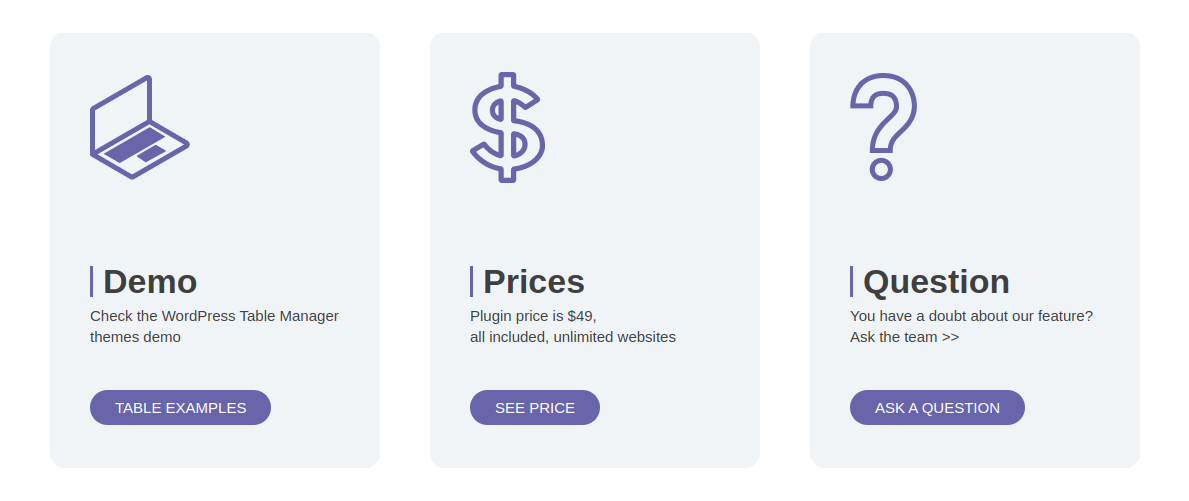 Demo
Check the WordPress Table Manager
themes demo
TABLE EXAMPLES
Prices
Plugin price is $49,
all included, unlimited websites
SEE PRICE
Question
You have a doubt about our feature?
Ask the team >>
ASK A QUESTION